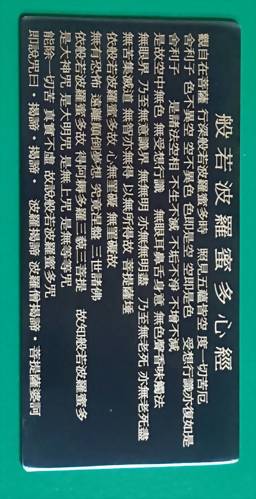 般若波羅蜜多心經
觀自在菩薩 行深般若波羅蜜多時 照見五蘊皆空 度一切苦厄
舍利子 色不異空 空不異色 色即是空 空即是色 受想行識亦復如是
舍利子 是諸法空相 不生不滅 不垢不淨 不增不減
是故空中無色 無受想行識 無眼耳鼻舌身意 無色聲香味觸法
無眼界 乃至無意識界 無無明 亦無無明盡 乃至無老死 亦無老死盡
無苦集滅道 無智亦無得 以無所得故 菩提薩埵
依般若波羅蜜多故 心無罣礙 無罣礙故
無有恐怖 遠離顛倒夢想 究竟涅槃 三世諸佛
依般若波羅蜜多故 得阿耨多羅三藐三菩提 故知般若波羅蜜多
是大神咒 是大明咒 是無上咒 是無等等咒
能除一切苦 真實不虛 故說般若波羅蜜多咒
即說咒曰・揭諦・揭諦・波羅揭諦 波羅僧揭諦・菩提薩婆訶